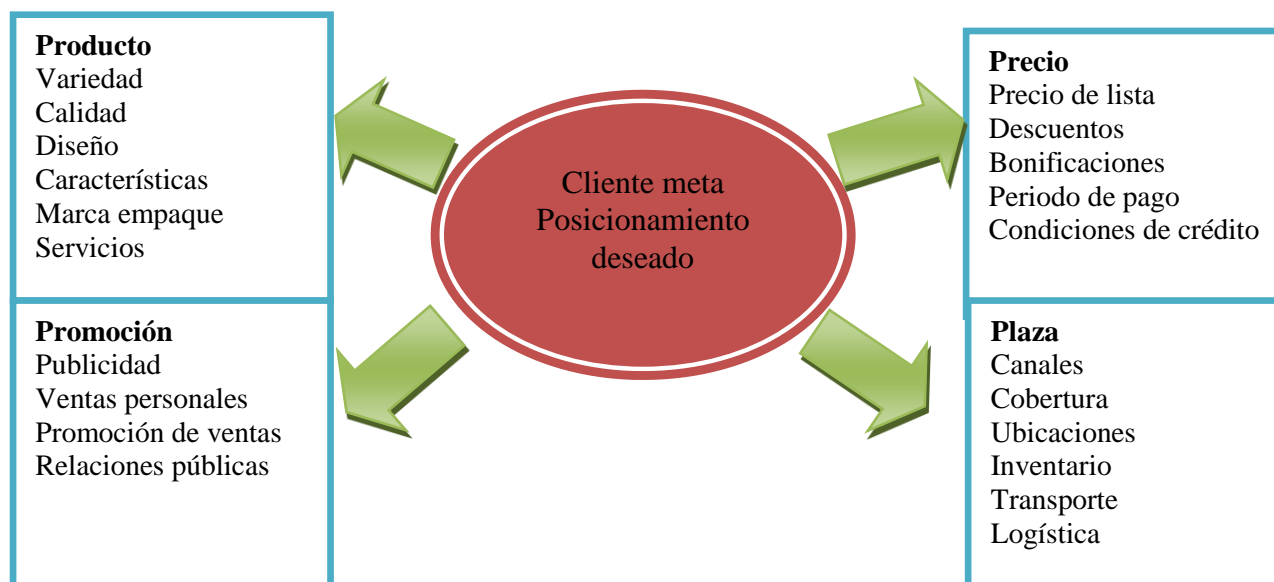 Producto
Variedad
Calidad
Diseño
Características
Marca empaque
Servicios
Promoción
Publicidad
Ventas personales
Promoción de ventas
Relaciones públicas
Cliente meta
Posicionamiento
deseado
Precio
Precio de lista
Descuentos
Bonificaciones
Periodo de pago
Condiciones de crédito
Plaza
Canales
Cobertura
Ubicaciones
Inventario
Transporte
Logística